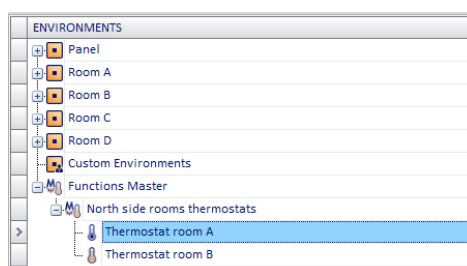 ENVIRONMENTS
Panel
Room A
Room B
Room C
Room D
Custom Environments
Functions Master
North side rooms thermostats
Thermostat room A
Thermostat room B